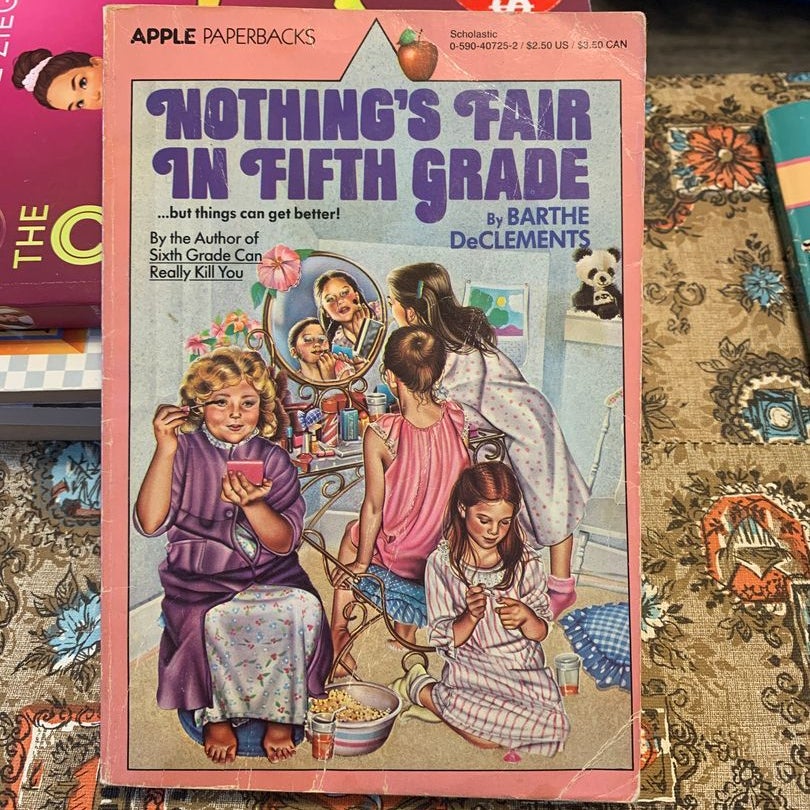 APPLE PAPERBACKS
Scholastic
0-590-40725-2 / $2.50 US / $3.50 CAN
NOTHING'S FAIR
IN FIFTH GRADE
...but things can get better!
By BARTHE
DeCLEMENTS
By the Author of
Sixth Grade Can
Really Kill You
THE